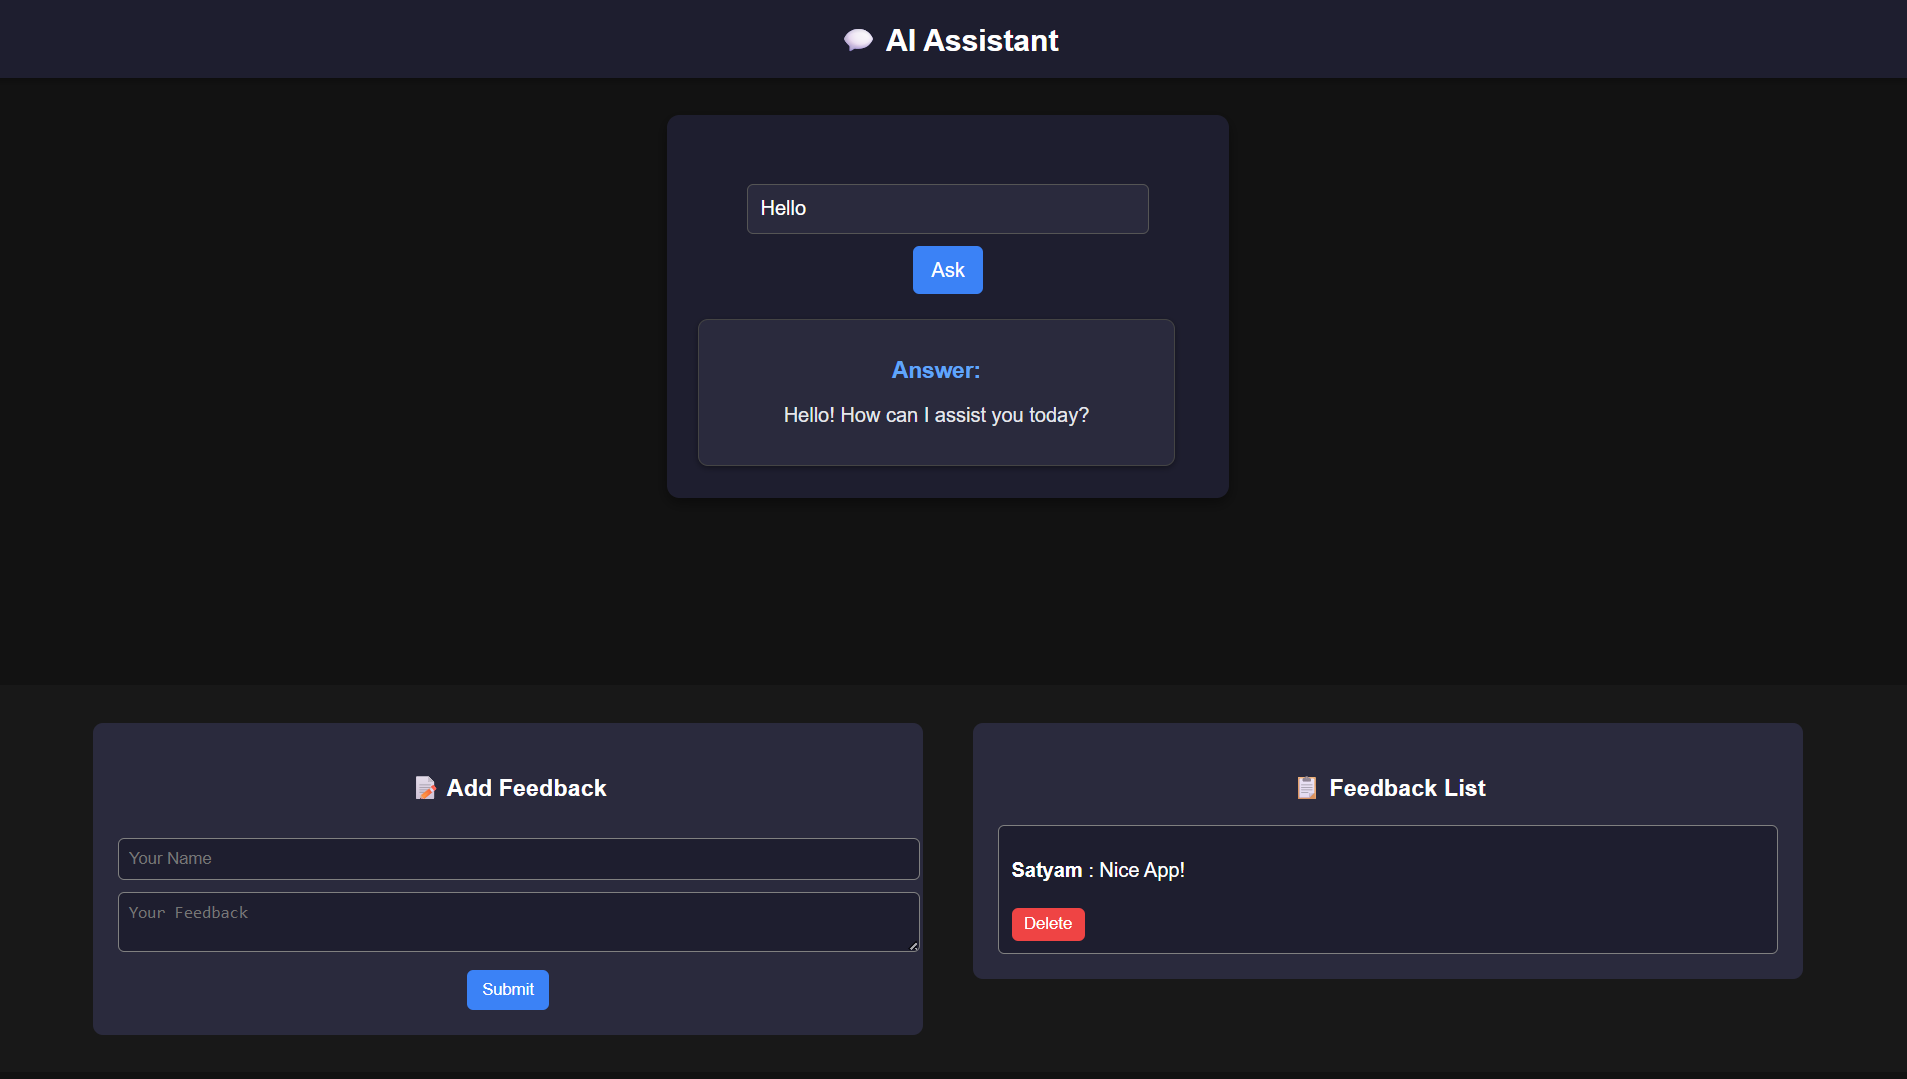 💬 AI Assistant
Hello
Ask
Answer:
Hello! How can I assist you today?
📝 Add Feedback
Your Name
Your Feedback
Submit
📋 Feedback List
Satyam : Nice App!
Delete